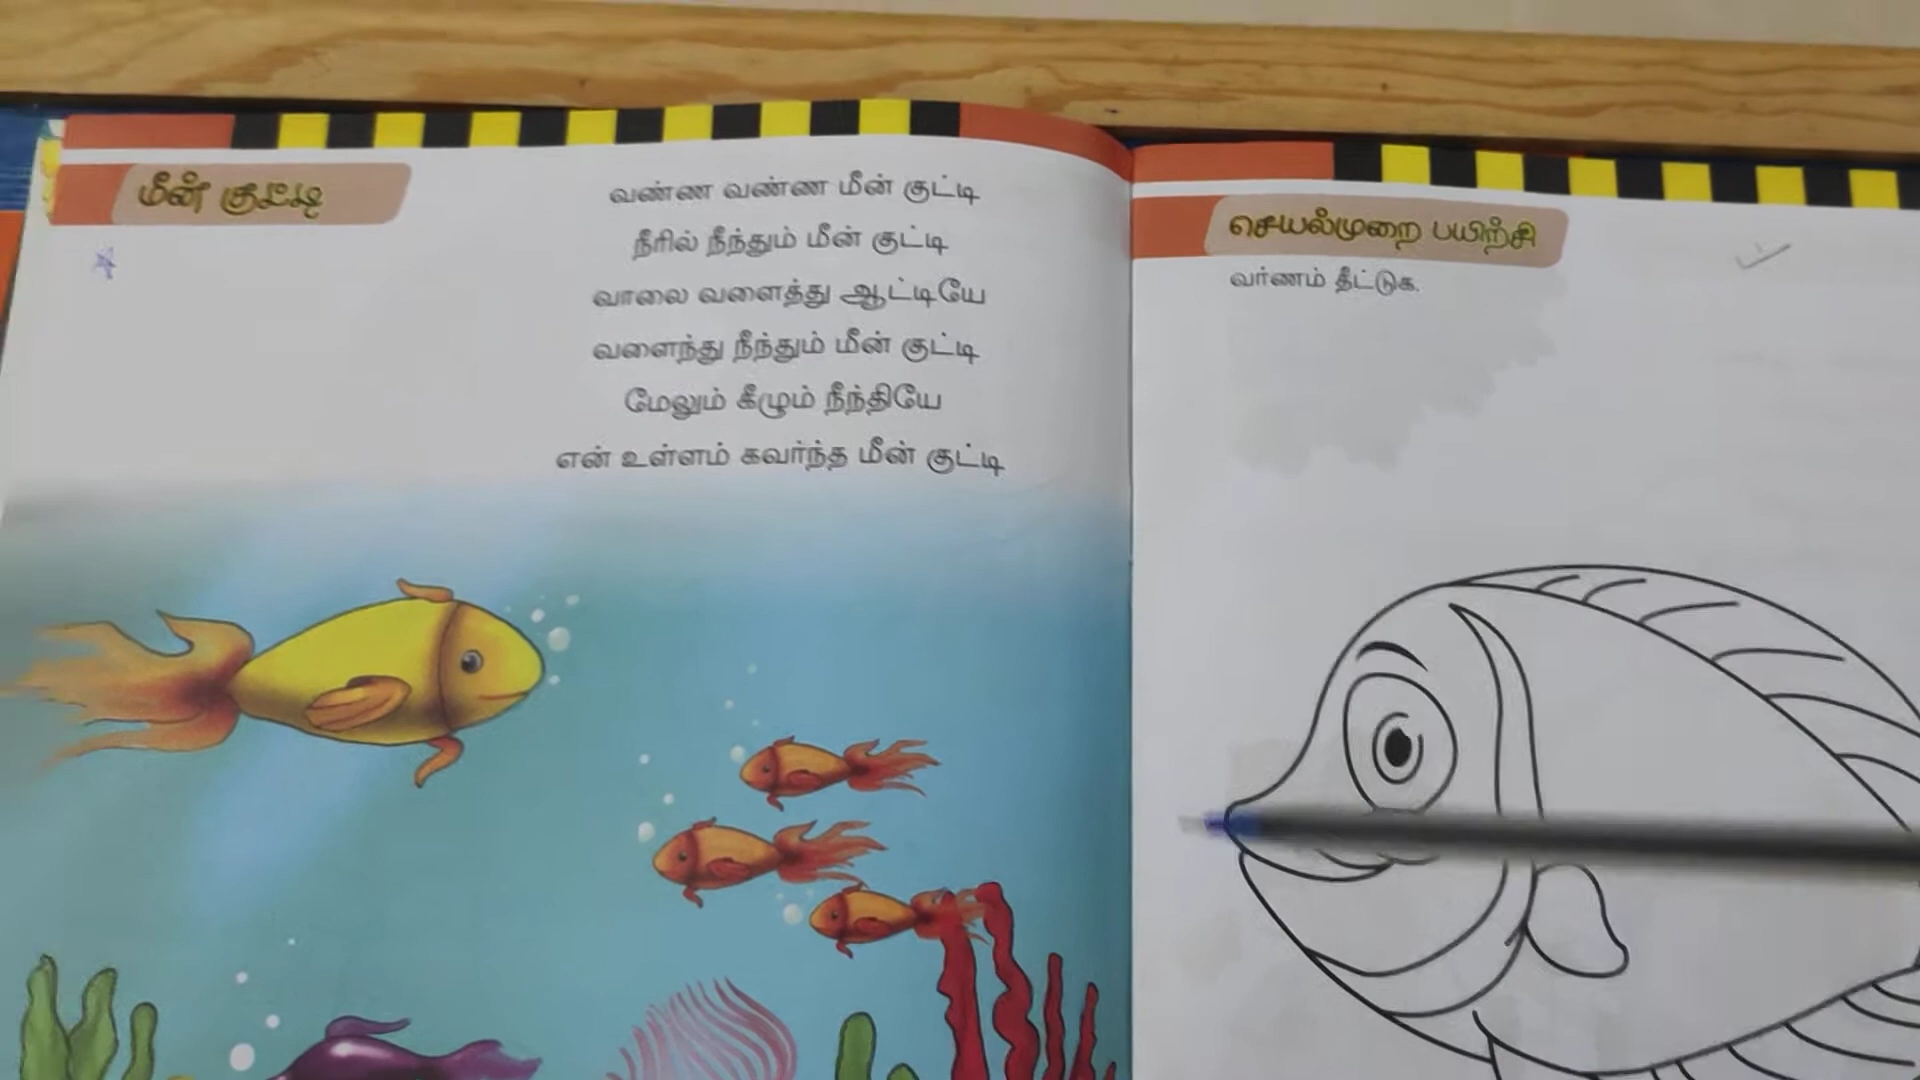 மீன் குட்டி
வண்ண வண்ண மீன் குட்டி
நீரில் நீந்தும் மீன் குட்டி
வாலை வளைத்து ஆட்டியே
வளைந்து நீந்தும் மீன் குட்டி
மேலும் கீழும் நீந்தியே
என் உள்ளம் கவர்ந்த மீன் குட்டி
செயல்முறை பயிற்சி
வர்ணம் தீட்டுக.